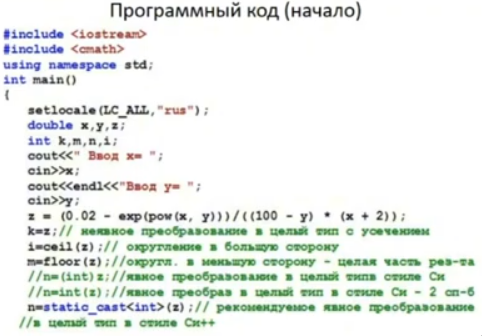 Программный код (начало)
#include <iostream>
#include <cmath>
using namespace std;
int main()
{
setlocale(LC_ALL,"rus");
double x,y,z;
int k,m,n,i;
cout<<" Ввод x= ";
cin>>x;
cout<<endl<<"Ввод y= ";
cin>>y;
z = (0.02 - exp(pow(x, y)))/((100 - y) * (x + 2));
k=z;// неявное преобразование в целый тип с усечением
i=ceil(z);// округление в большую сторону
m=floor(z);//округл. в меньшую сторону - целая часть рез-та
//n=(int)z;//явное преобразование в целый типв стиле Си
//n=int(z);//явное преобраз в целый тип в стиле Си - 2 сп-б
n=static_cast<int>(z);// рекомендуемое явное преобразование
//в целый тип в стиле Си++